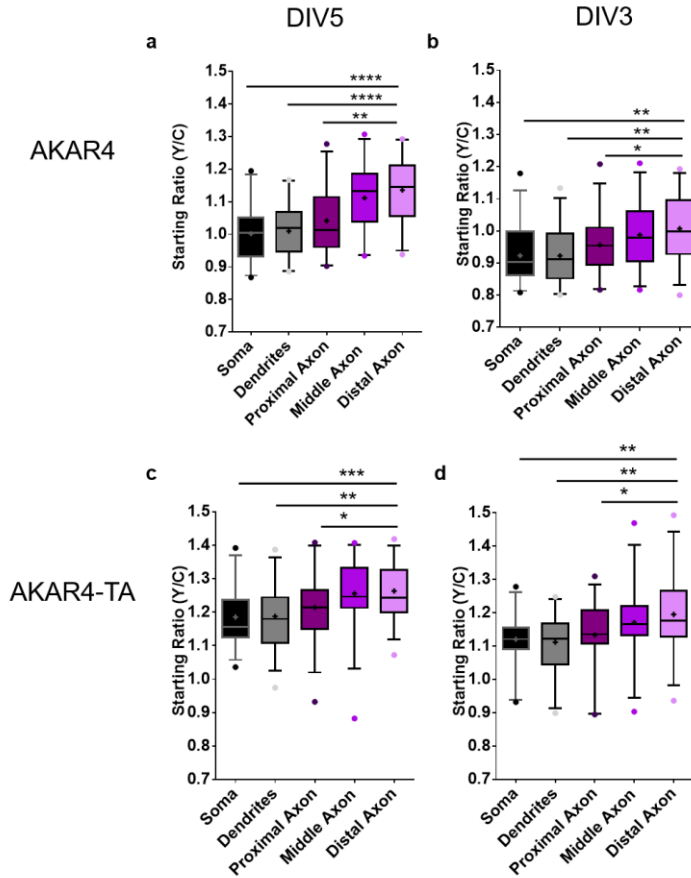 DIV5
DIV3
AKAR4
a
****
****
**
Starting Ratio (Y/C)
1.5
1.4
1.3
1.2
1.1
1.0
0.9
0.8
0.7
Soma
Dendrites
Proximal Axon
Middle Axon
Distal Axon
b
**
**
*
Starting Ratio (Y/C)
1.5
1.4
1.3
1.2
1.1
1.0
0.9
0.8
0.7
Soma
Dendrites
Proximal Axon
Middle Axon
Distal Axon
AKAR4-TA
c
***
**
*
Starting Ratio (Y/C)
1.5
1.4
1.3
1.2
1.1
1.0
0.9
0.8
0.7
Soma
Dendrites
Proximal Axon
Middle Axon
Distal Axon
d
**
**
*
Starting Ratio (Y/C)
1.5
1.4
1.3
1.2
1.1
1.0
0.9
0.8
0.7
Soma
Dendrites
Proximal Axon
Middle Axon
Distal Axon